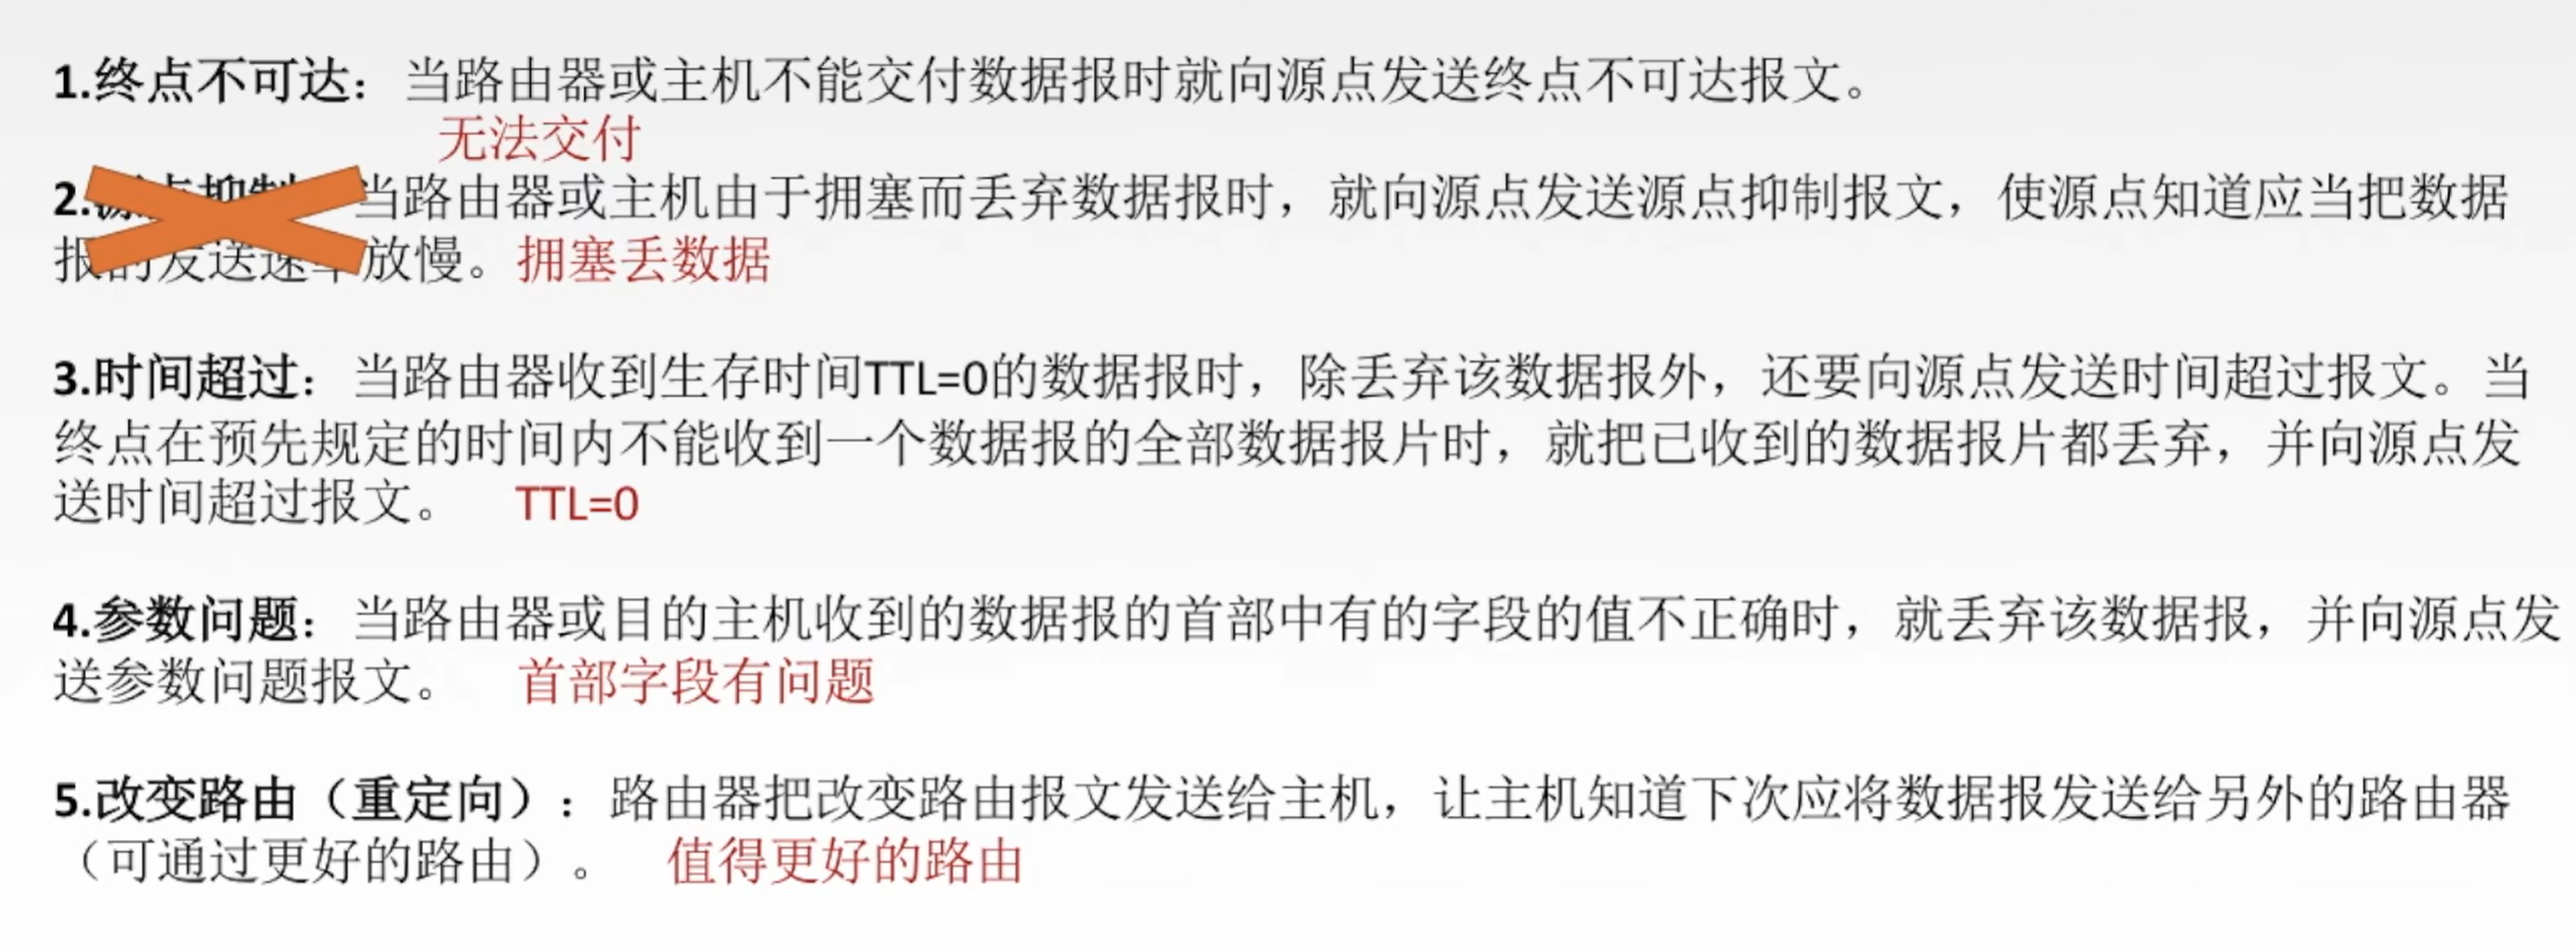 1.终点不可达：当路由器或主机不能交付数据报时就向源点发送终点不可达报文。
无法交付
2.源点抑制：当路由器或主机由于拥塞而丢弃数据报时，就向源点发送源点抑制报文，使源点知道应当把数据
报的发送速率放慢。拥塞丢数据
3.时间超过：当路由器收到生存时间TTL=0的数据报时，除丢弃该数据报外，还要向源点发送时间超过报文。当
终点在预先规定的时间内不能收到一个数据报的全部数据报片时，就把已收到的数据报片都丢弃，并向源点发
送时间超过报文。 TTL=0
4.参数问题：当路由器或目的主机收到的数据报的首部中有的字段的值不正确时，就丢弃该数据报，并向源点发
送参数问题报文。 首部字段有问题
5.改变路由（重定向）：路由器把改变路由报文发送给主机，让主机知道下次应将数据报发送给另外的路由器
（可通过更好的路由）。 值得更好的路由